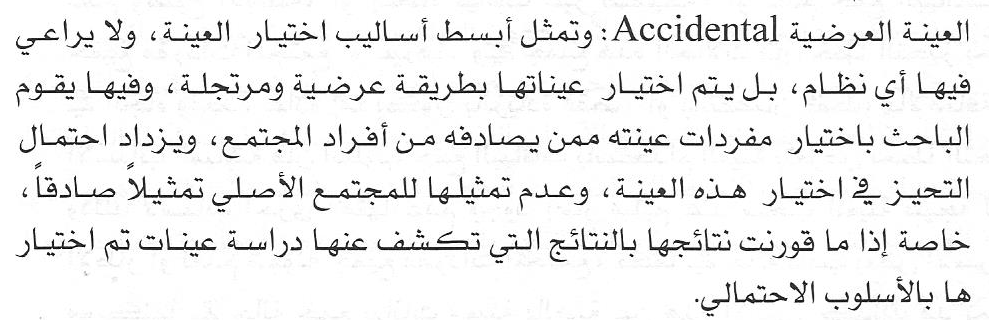 العينة العرضية Accidental: وتمثل أبسط أساليب اختيار العينة، ولا يراعي
فيها أي نظام، بل يتم اختيار عيناتها بطريقة عرضية ومرتجلة، وفيها يقوم
الباحث باختيار مفردات عينته ممن يصادفه من أفراد المجتمع، ويزداد احتمال
التحيز في اختيار هذه العينة، وعدم تمثيلها للمجتمع الأصلي تمثيلاً صادقاً،
خاصة إذا ما قورنت نتائجها بالنتائج التي تكشف عنها دراسة عينات تم اختيار
ها بالأسلوب الاحتمالي.